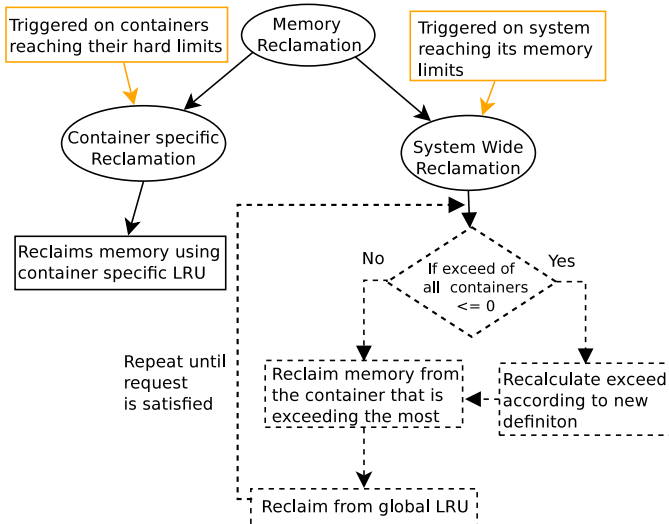 Triggered on containers
reaching their hard limits
Memory
Reclamation
Triggered on system
reaching its memory
limits
Container specific
Reclamation
System Wide
Reclamation
Reclaims memory using
container specific LRU
No
If exceed of
all containers
<= 0
Yes
Repeat until
request
is satisfied
Reclaim memory from
the container that is
exceeding the most
Recalculate exceed
according to new
definiton
Reclaim from global LRU